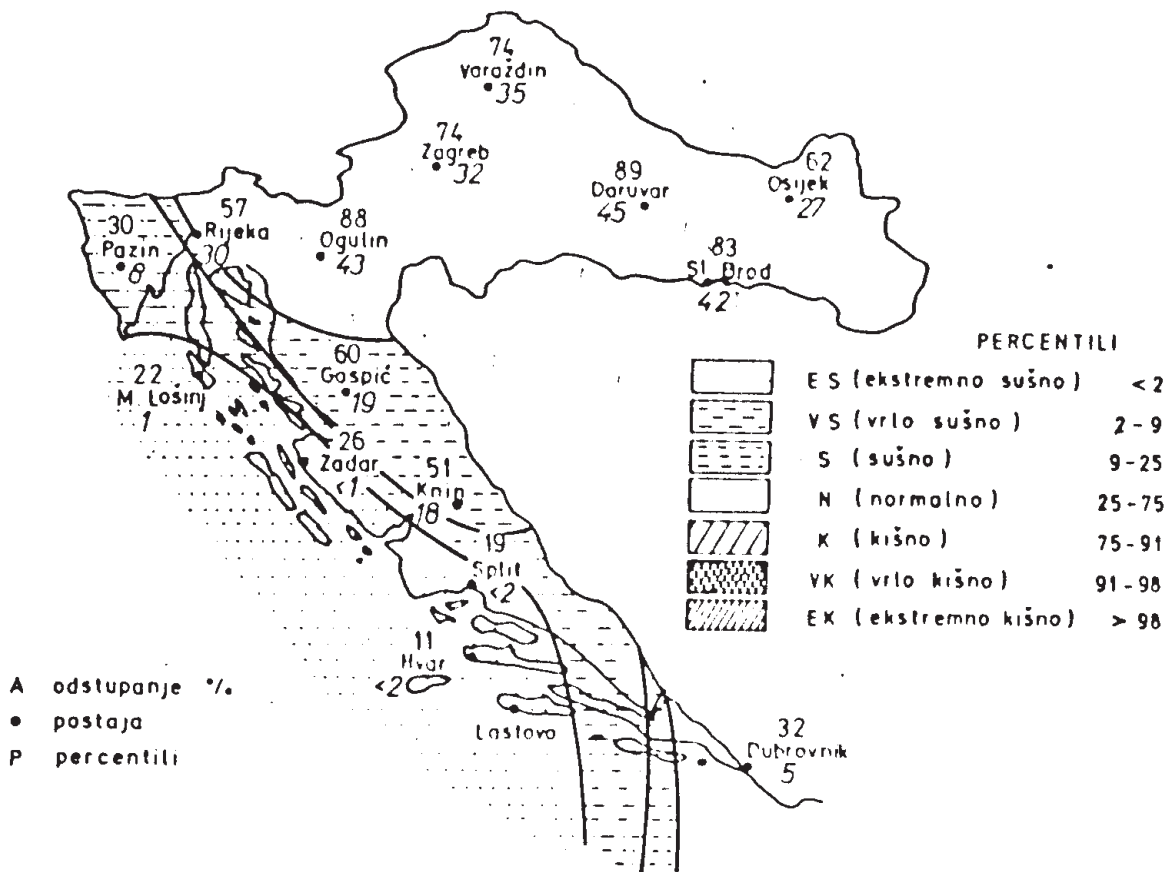 74
Varaždin
35
74
Zagreb
32
89
Daruvar
45
62
Osijek
27
57
Rijeka
30
88
Ogulin
43
83
Sl Brod
42
30
Pazin
8
60
Gospić
19
22
M. Lošinj
1
26
Zadar
<1
51
Knin
18
19
Split
<2
11
Hvar
<2
Lastovo
32
Dubrovnik
5
PERCENTILI
ES (ekstremno sušno) <2
VS (vrlo sušno) 2-9
S (sušno) 9-25
N (normalno) 25-75
K (kišno) 75-91
VK (vrlo kišno) 91-98
EK (ekstremno kišno) >98
A odstupanje %
• postaja
P percentili